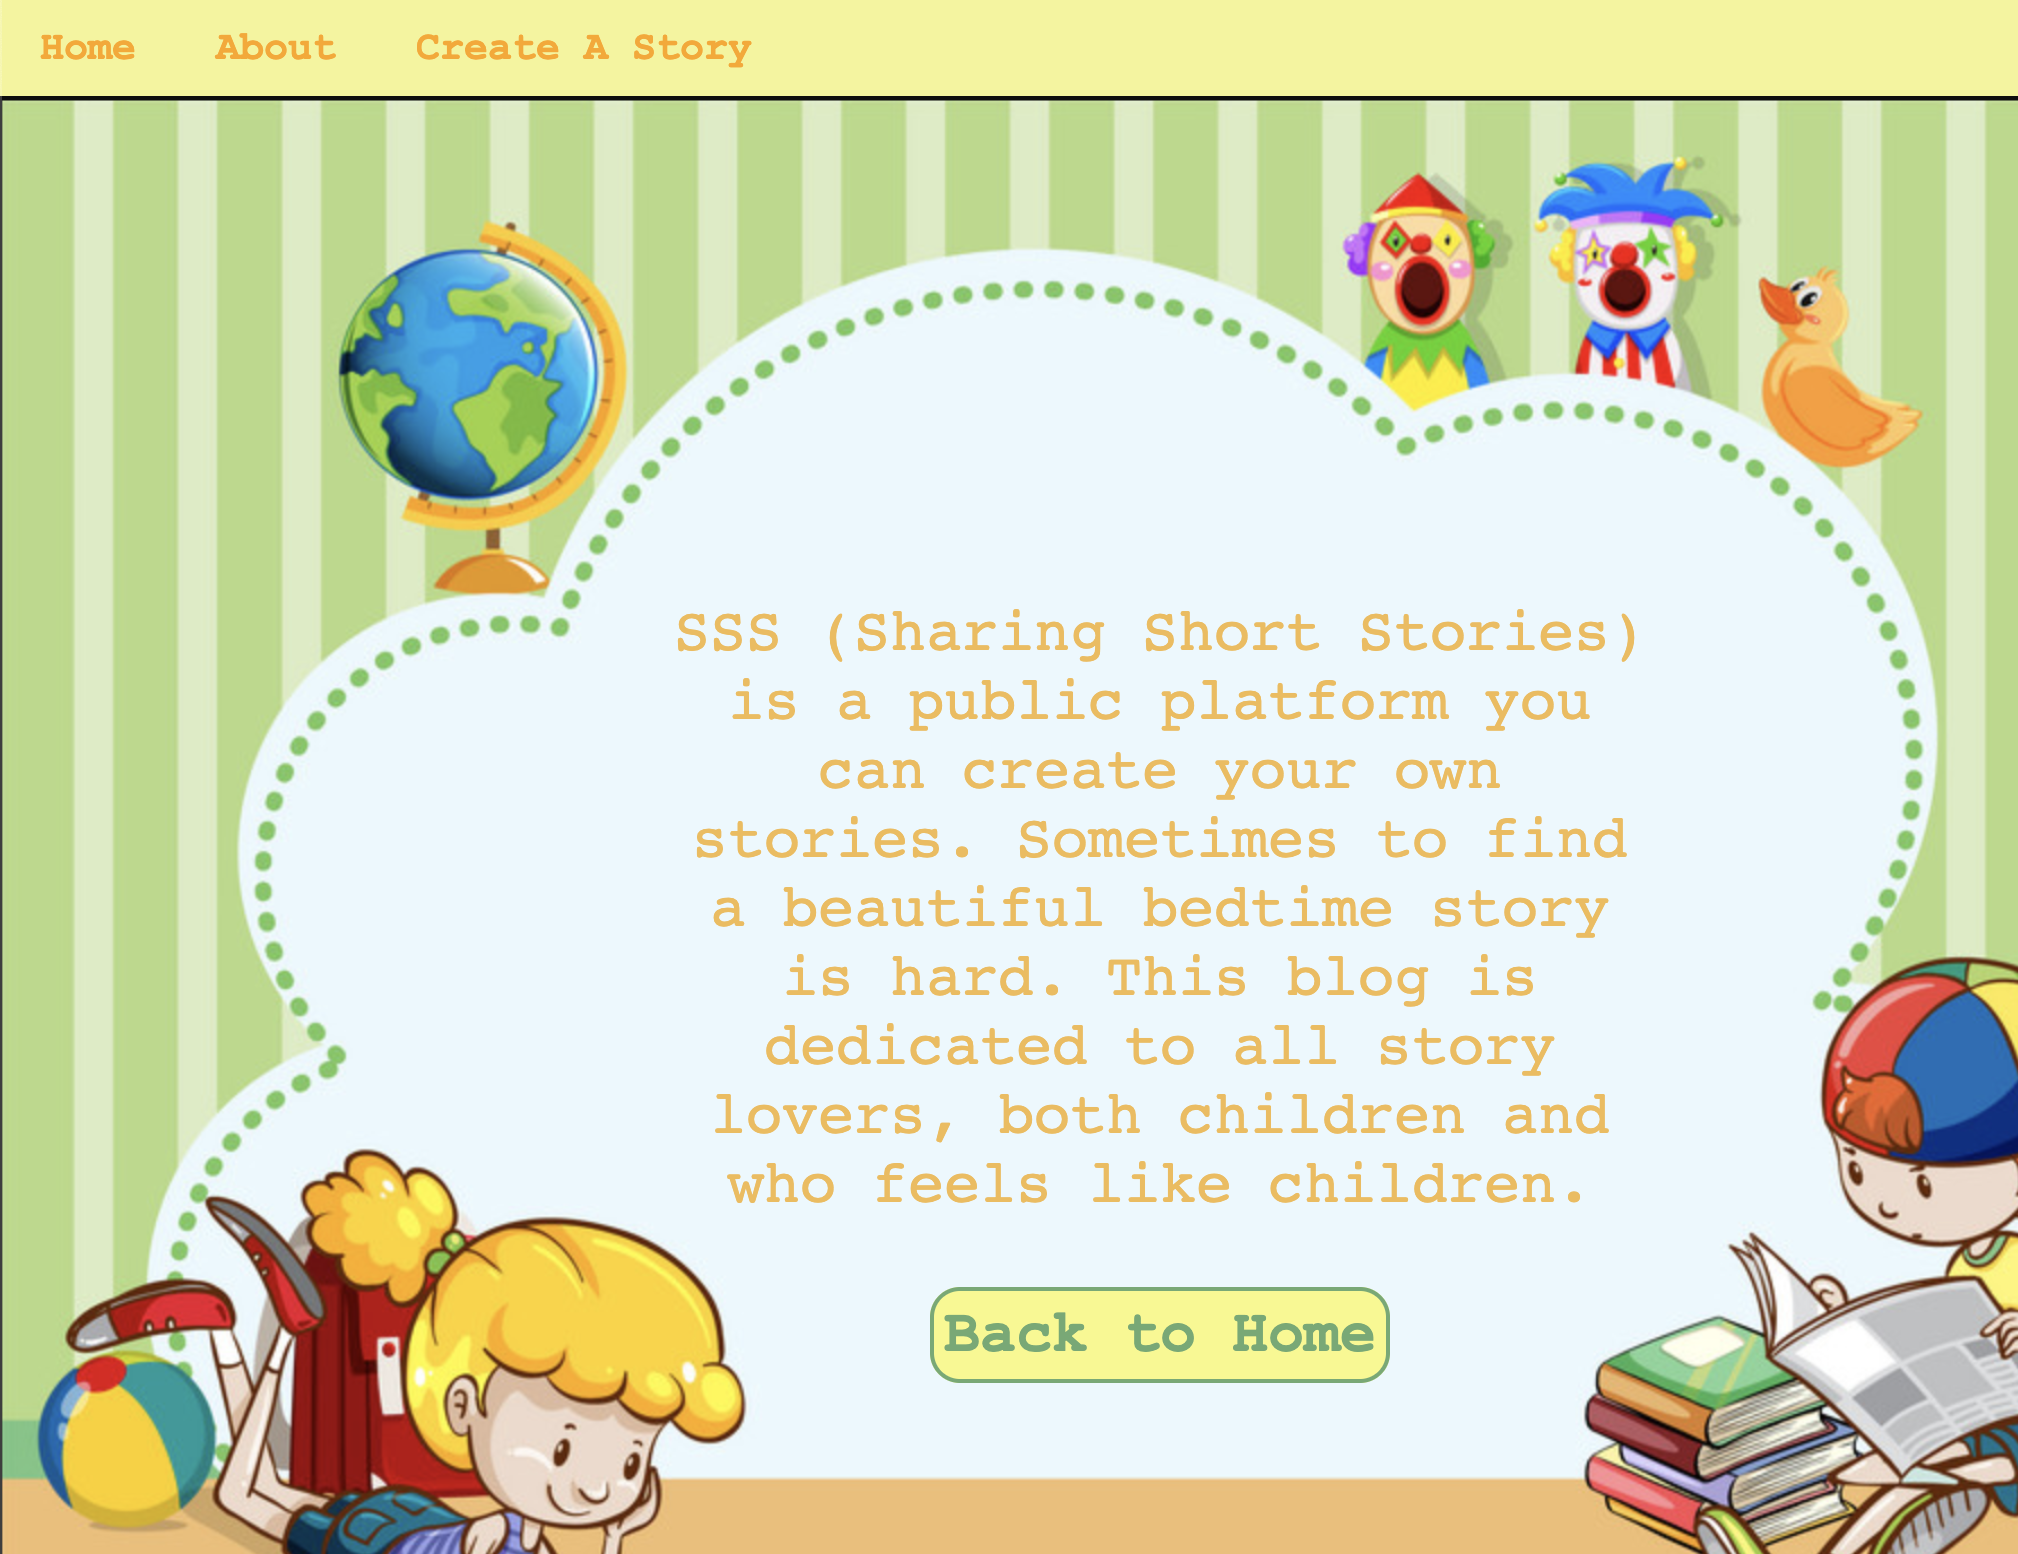 Home About Create A Story
SSS (Sharing Short Stories)
is a public platform you
can create your own
stories. Sometimes to find
a beautiful bedtime story
is hard. This blog is
dedicated to all story
lovers, both children and
who feels like children.
Back to Home